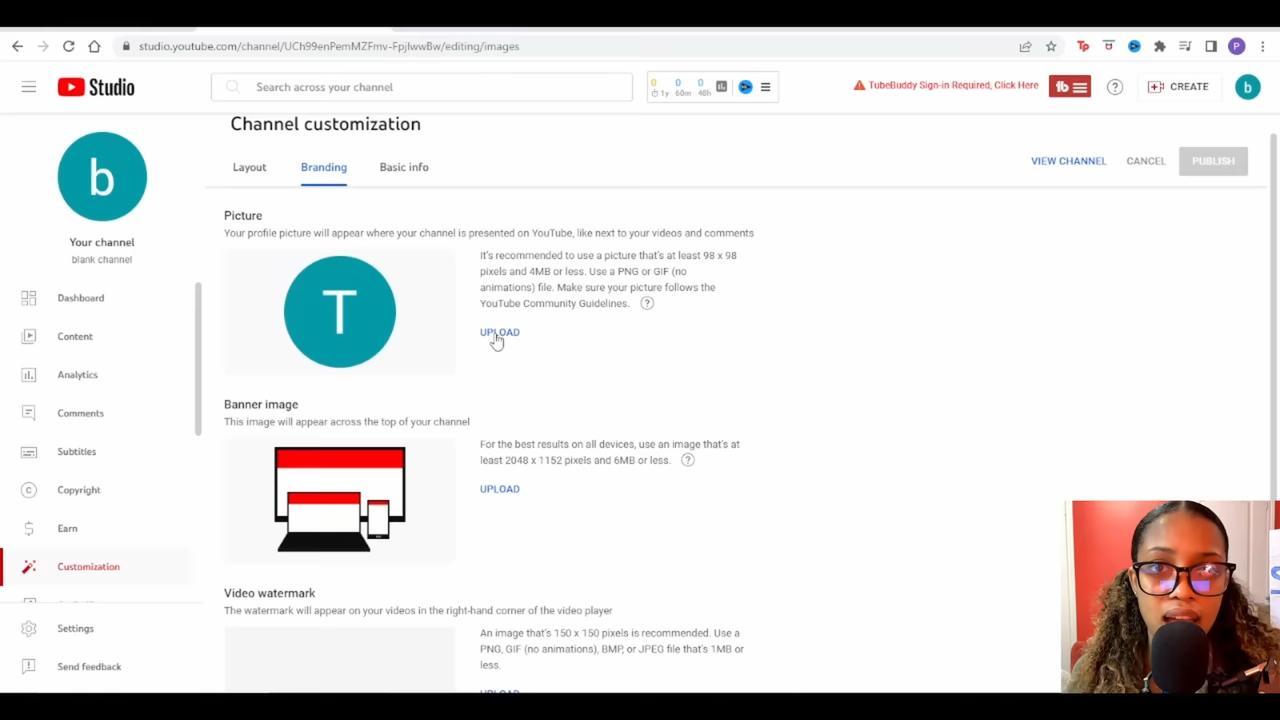 studio.youtube.com/channel/UCh99enPemMZFmv-FpjlwwBw/editing/images
Tp
P
Studio
Search across your channel
0 0 0
1y 60m 48h
TubeBuddy Sign-in Required, Click Here
CREATE
b
Channel customization
Layout
Branding
Basic info
VIEW CHANNEL
CANCEL
PUBLISH
b
Your channel
blank channel
Dashboard
Content
Analytics
Comments
Subtitles
Copyright
Earn
Customization
Settings
Send feedback
Picture
Your profile picture will appear where your channel is presented on YouTube, like next to your videos and comments
T
It's recommended to use a picture that's at least 98 x 98
pixels and 4MB or less. Use a PNG or GIF (no
animations) file. Make sure your picture follows the
YouTube Community Guidelines. ?
UPLOAD
Banner image
This image will appear across the top of your channel
For the best results on all devices, use an image that's at
least 2048 x 1152 pixels and 6MB or less. ?
UPLOAD
Video watermark
The watermark will appear on your videos in the right-hand corner of the video player
An image that's 150 x 150 pixels is recommended. Use a
PNG, GIF (no animations), BMP, or JPEG file that's 1MB or
less.
UPLOAD